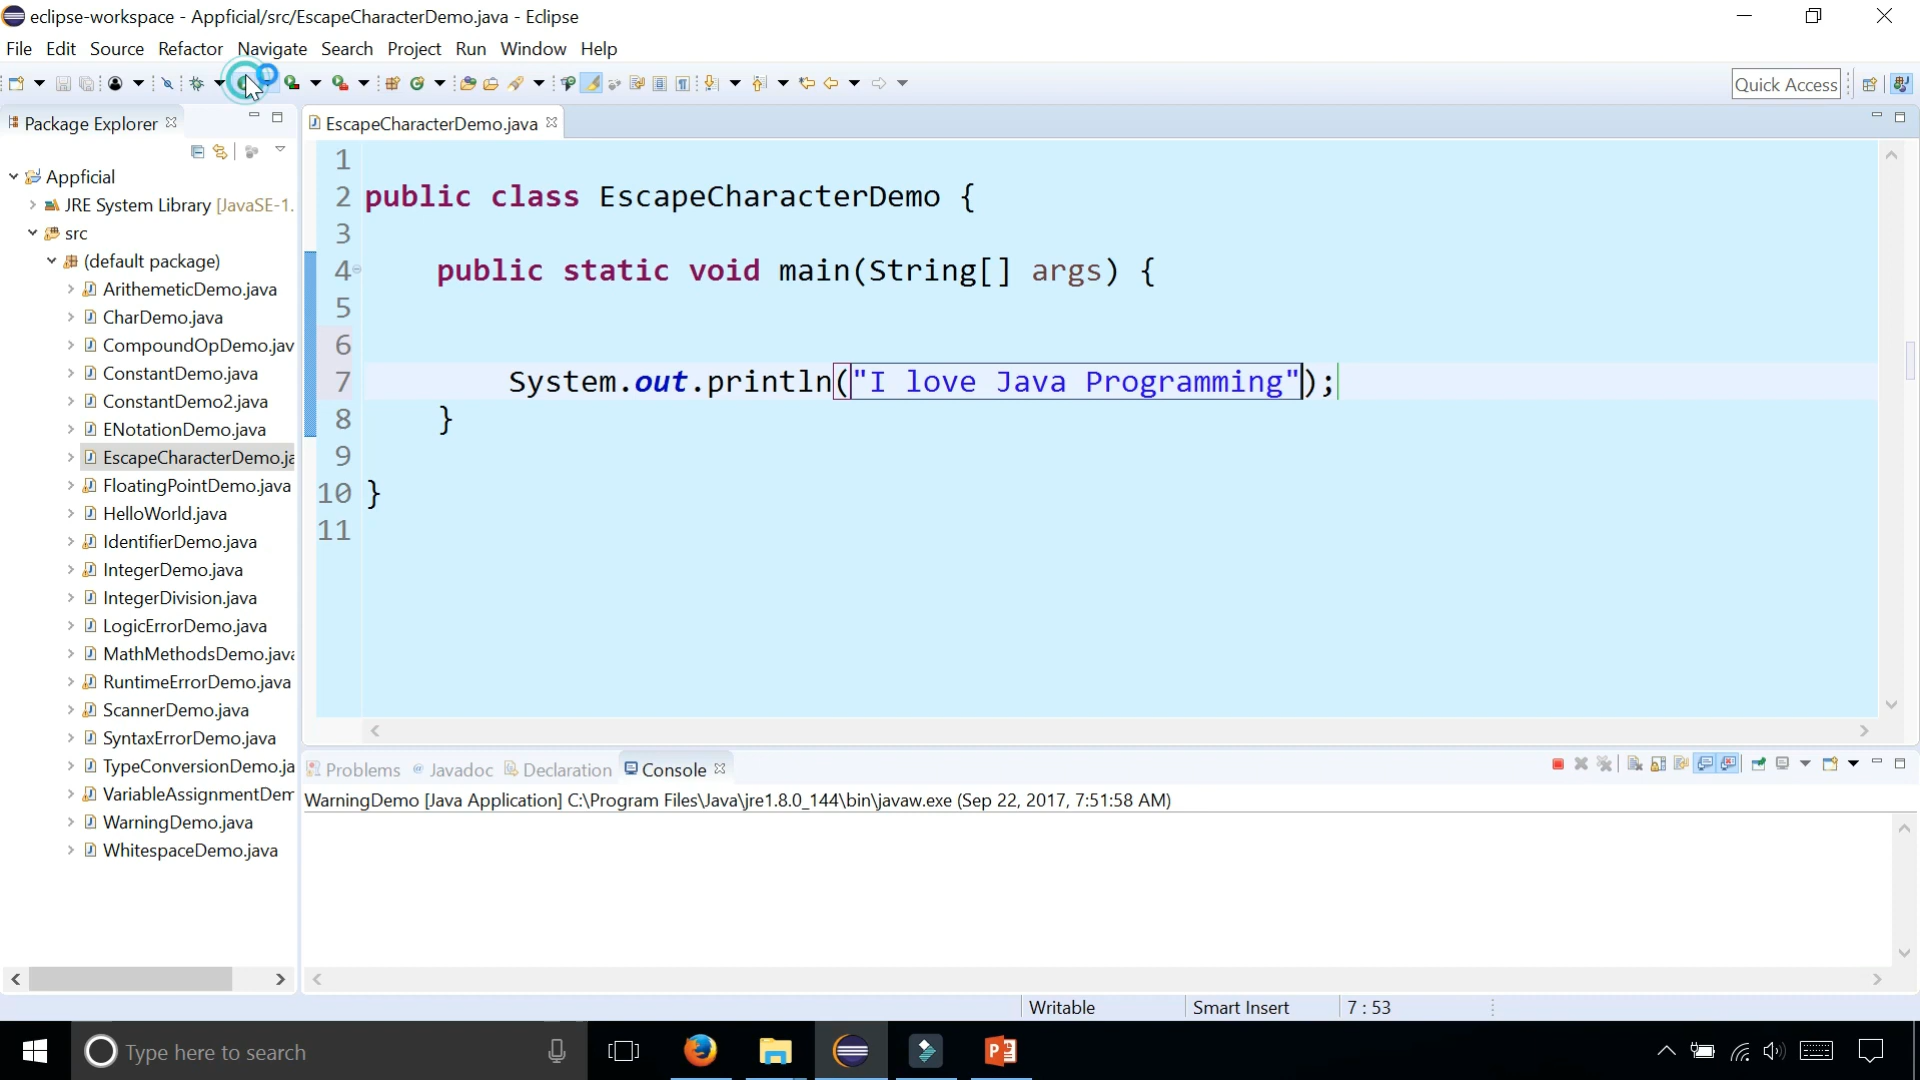 eclipse-workspace - Appficial/src/EscapeCharacterDemo.java - Eclipse
File Edit Source Refactor Navigate Search Project Run Window Help
Quick Access
Package Explorer
EscapeCharacterDemo.java
Appficial
JRE System Library [JavaSE-1.
src
(default package)
ArithemeticDemo.java
CharDemo.java
CompoundOpDemo.jav
ConstantDemo.java
ConstantDemo2.java
ENotationDemo.java
EscapeCharacterDemo.ja
FloatingPointDemo.java
HelloWorld.java
IdentifierDemo.java
IntegerDemo.java
IntegerDivision.java
LogicErrorDemo.java
MathMethodsDemo.java
RuntimeErrorDemo.java
ScannerDemo.java
SyntaxErrorDemo.java
TypeConversionDemo.ja
VariableAssignmentDem
WarningDemo.java
WhitespaceDemo.java
1
2 public class EscapeCharacterDemo {
3
4 public static void main(String[] args) {
5
6
7 System.out.println("I love Java Programming");
8 }
9
10 }
11
Problems Javadoc Declaration Console
WarningDemo [Java Application] C:\Program Files\Java\jre1.8.0_144\bin\javaw.exe (Sep 22, 2017, 7:51:58 AM)
Writable Smart Insert 7 : 53
Type here to search